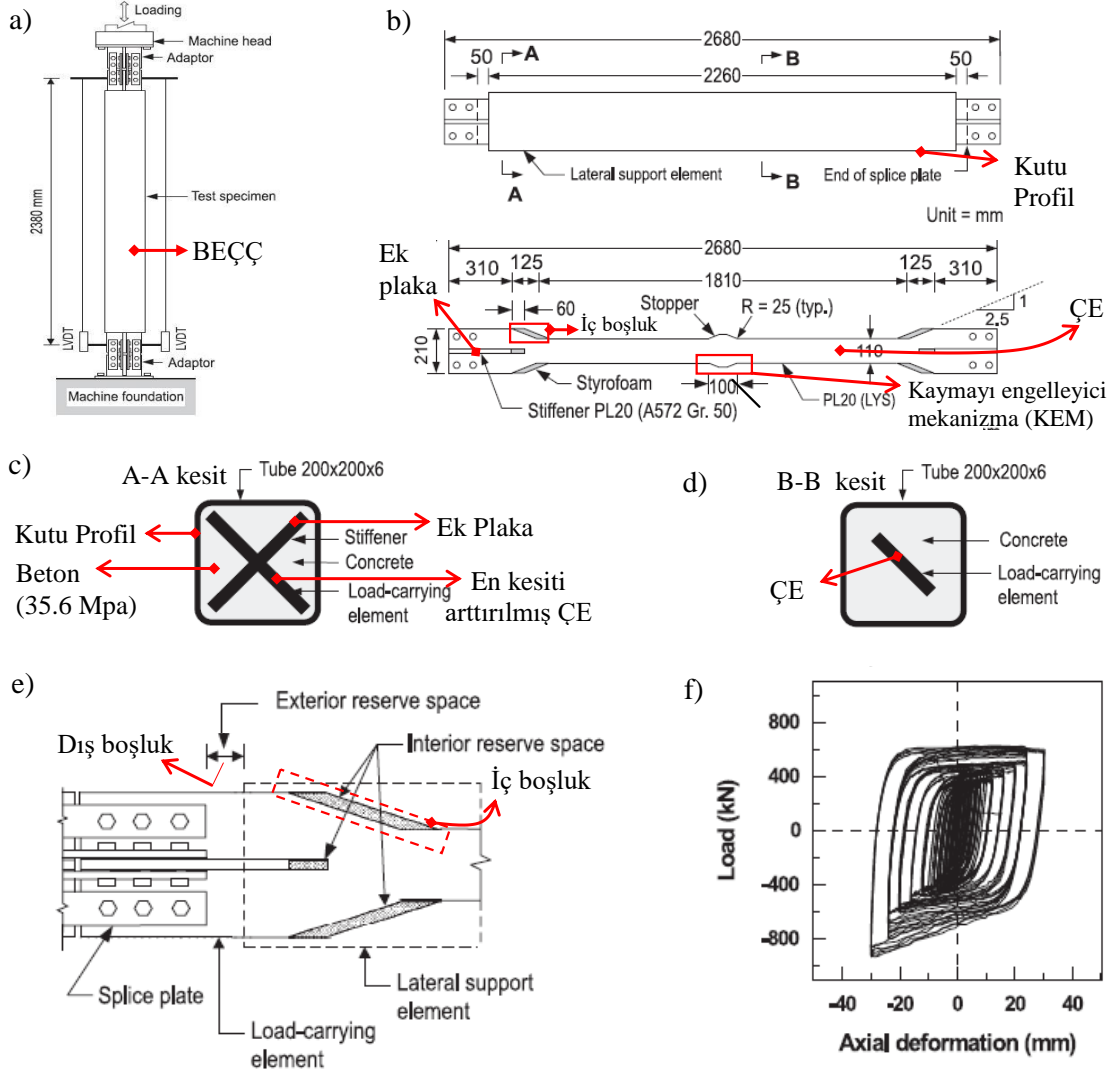 a)
Loading
Machine head
Adaptor
2380 mm
Test specimen
BEÇÇ
LVDT
LVDT
Adaptor
Machine foundation
b)
2680
50
A
B
50
2260
Lateral support element
End of splice plate
A
B
Kutu
Profil
Unit = mm
2680
Ek
plaka
310
125
1810
125
310
60
Stopper
R = 25 (typ.)
1
2.5
ÇE
İç boşluk
210
110
Styrofoam
100
PL20 (LYS)
Stiffener PL20 (A572 Gr. 50)
Kaymayı engelleyici
mekanizma (KEM)
c)
A-A kesit
Tube 200x200x6
Kutu Profil
Ek Plaka
Stiffener
Beton
(35.6 Mpa)
Concrete
Load-carrying
element
En kesiti
arttırılmış ÇE
d)
B-B kesit
Tube 200x200x6
Concrete
ÇE
Load-carrying
element
e)
Exterior reserve space
Dış boşluk
Interior reserve space
İç boşluk
Splice plate
Lateral support
element
Load-carrying
element
f)
Load (kN)
800
400
0
-400
-800
-40 -20 0 20 40
Axial deformation (mm)